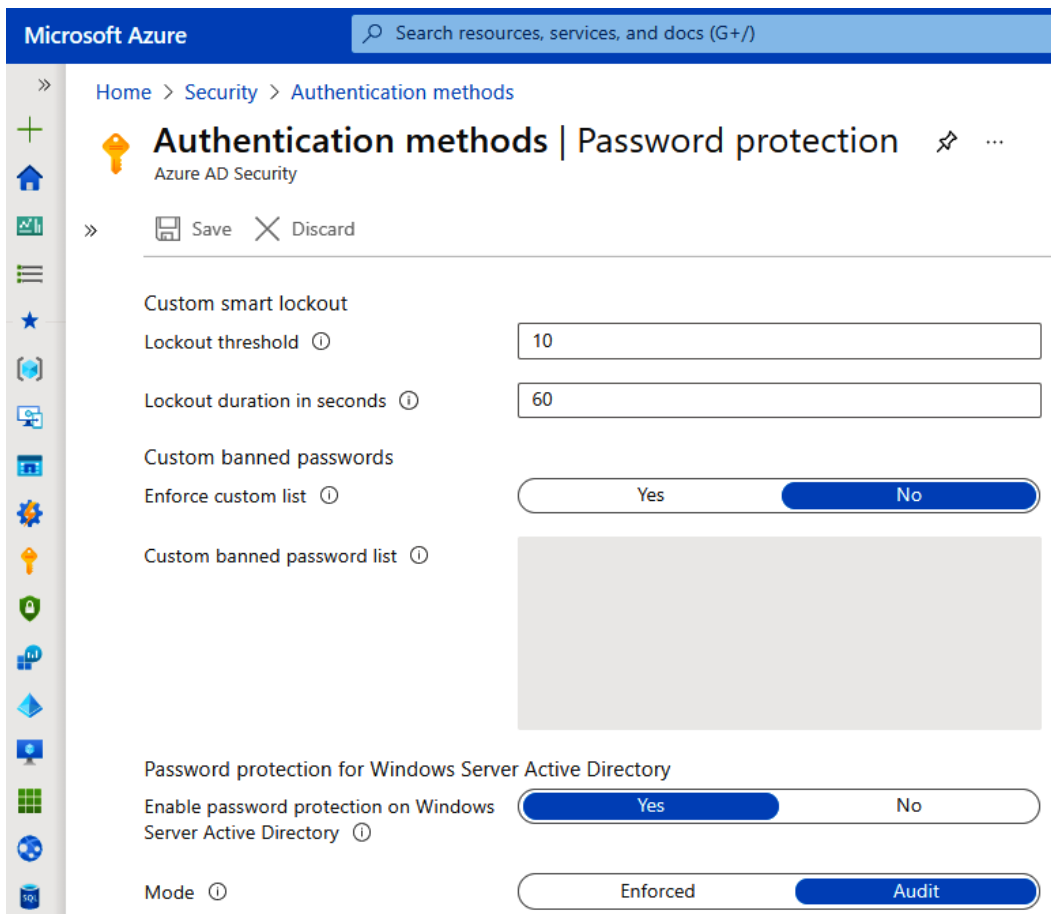 Microsoft Azure
Search resources, services, and docs (G+/)
Home > Security > Authentication methods
Authentication methods | Password protection
Azure AD Security
Save Discard
Custom smart lockout
Lockout threshold 10
Lockout duration in seconds 60
Custom banned passwords
Enforce custom list Yes No
Custom banned password list
Password protection for Windows Server Active Directory
Enable password protection on Windows Yes No
Server Active Directory
Mode Enforced Audit
SQL